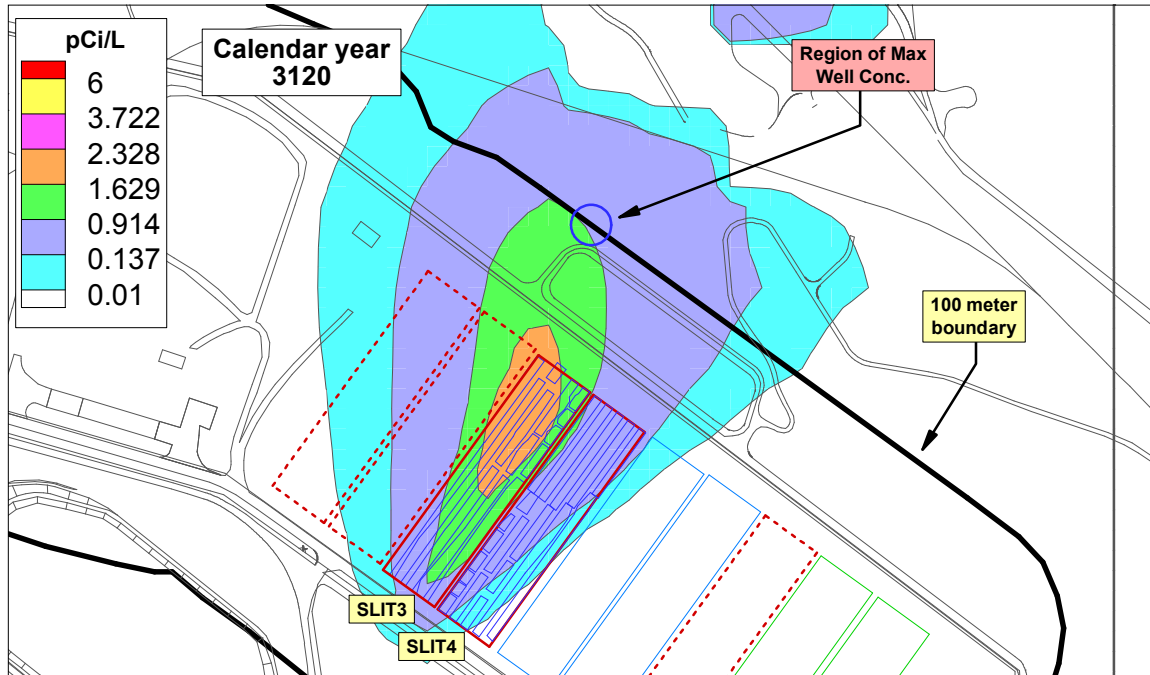 pCi/L
6
3.722
2.328
1.629
0.914
0.137
0.01
Calendar year
3120
Region of Max
Well Conc.
100 meter
boundary
SLIT3
SLIT4